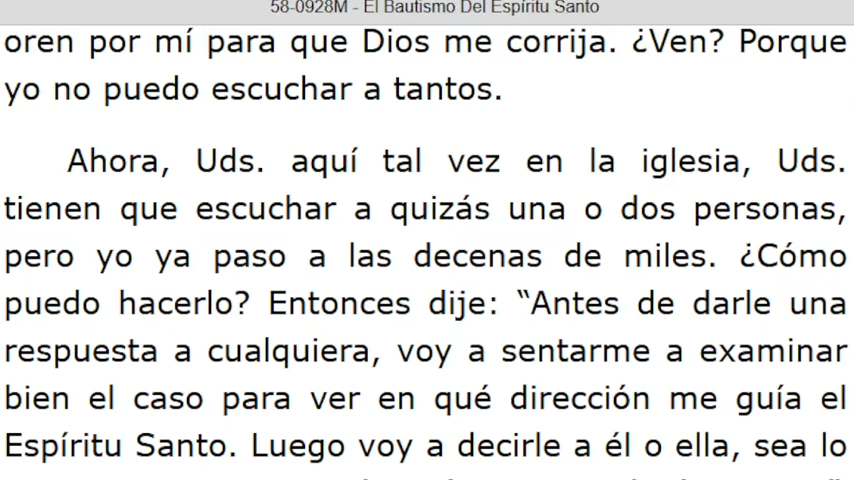 58-0928M - El Bautismo Del Espíritu Santo
oren por mí para que Dios me corrija. ¿Ven? Porque
yo no puedo escuchar a tantos.
Ahora, Uds. aquí tal vez en la iglesia, Uds.
tienen que escuchar a quizás una o dos personas,
pero yo ya paso a las decenas de miles. ¿Cómo
puedo hacerlo? Entonces dije: “Antes de darle una
respuesta a cualquiera, voy a sentarme a examinar
bien el caso para ver en qué dirección me guía el
Espíritu Santo. Luego voy a decirle a él o ella, sea lo